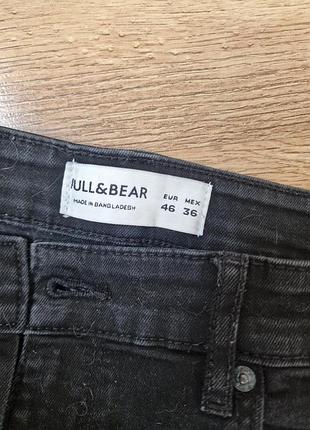 ULL&BEAR
MADE IN BANGLADESH
EUR MEX
46 36